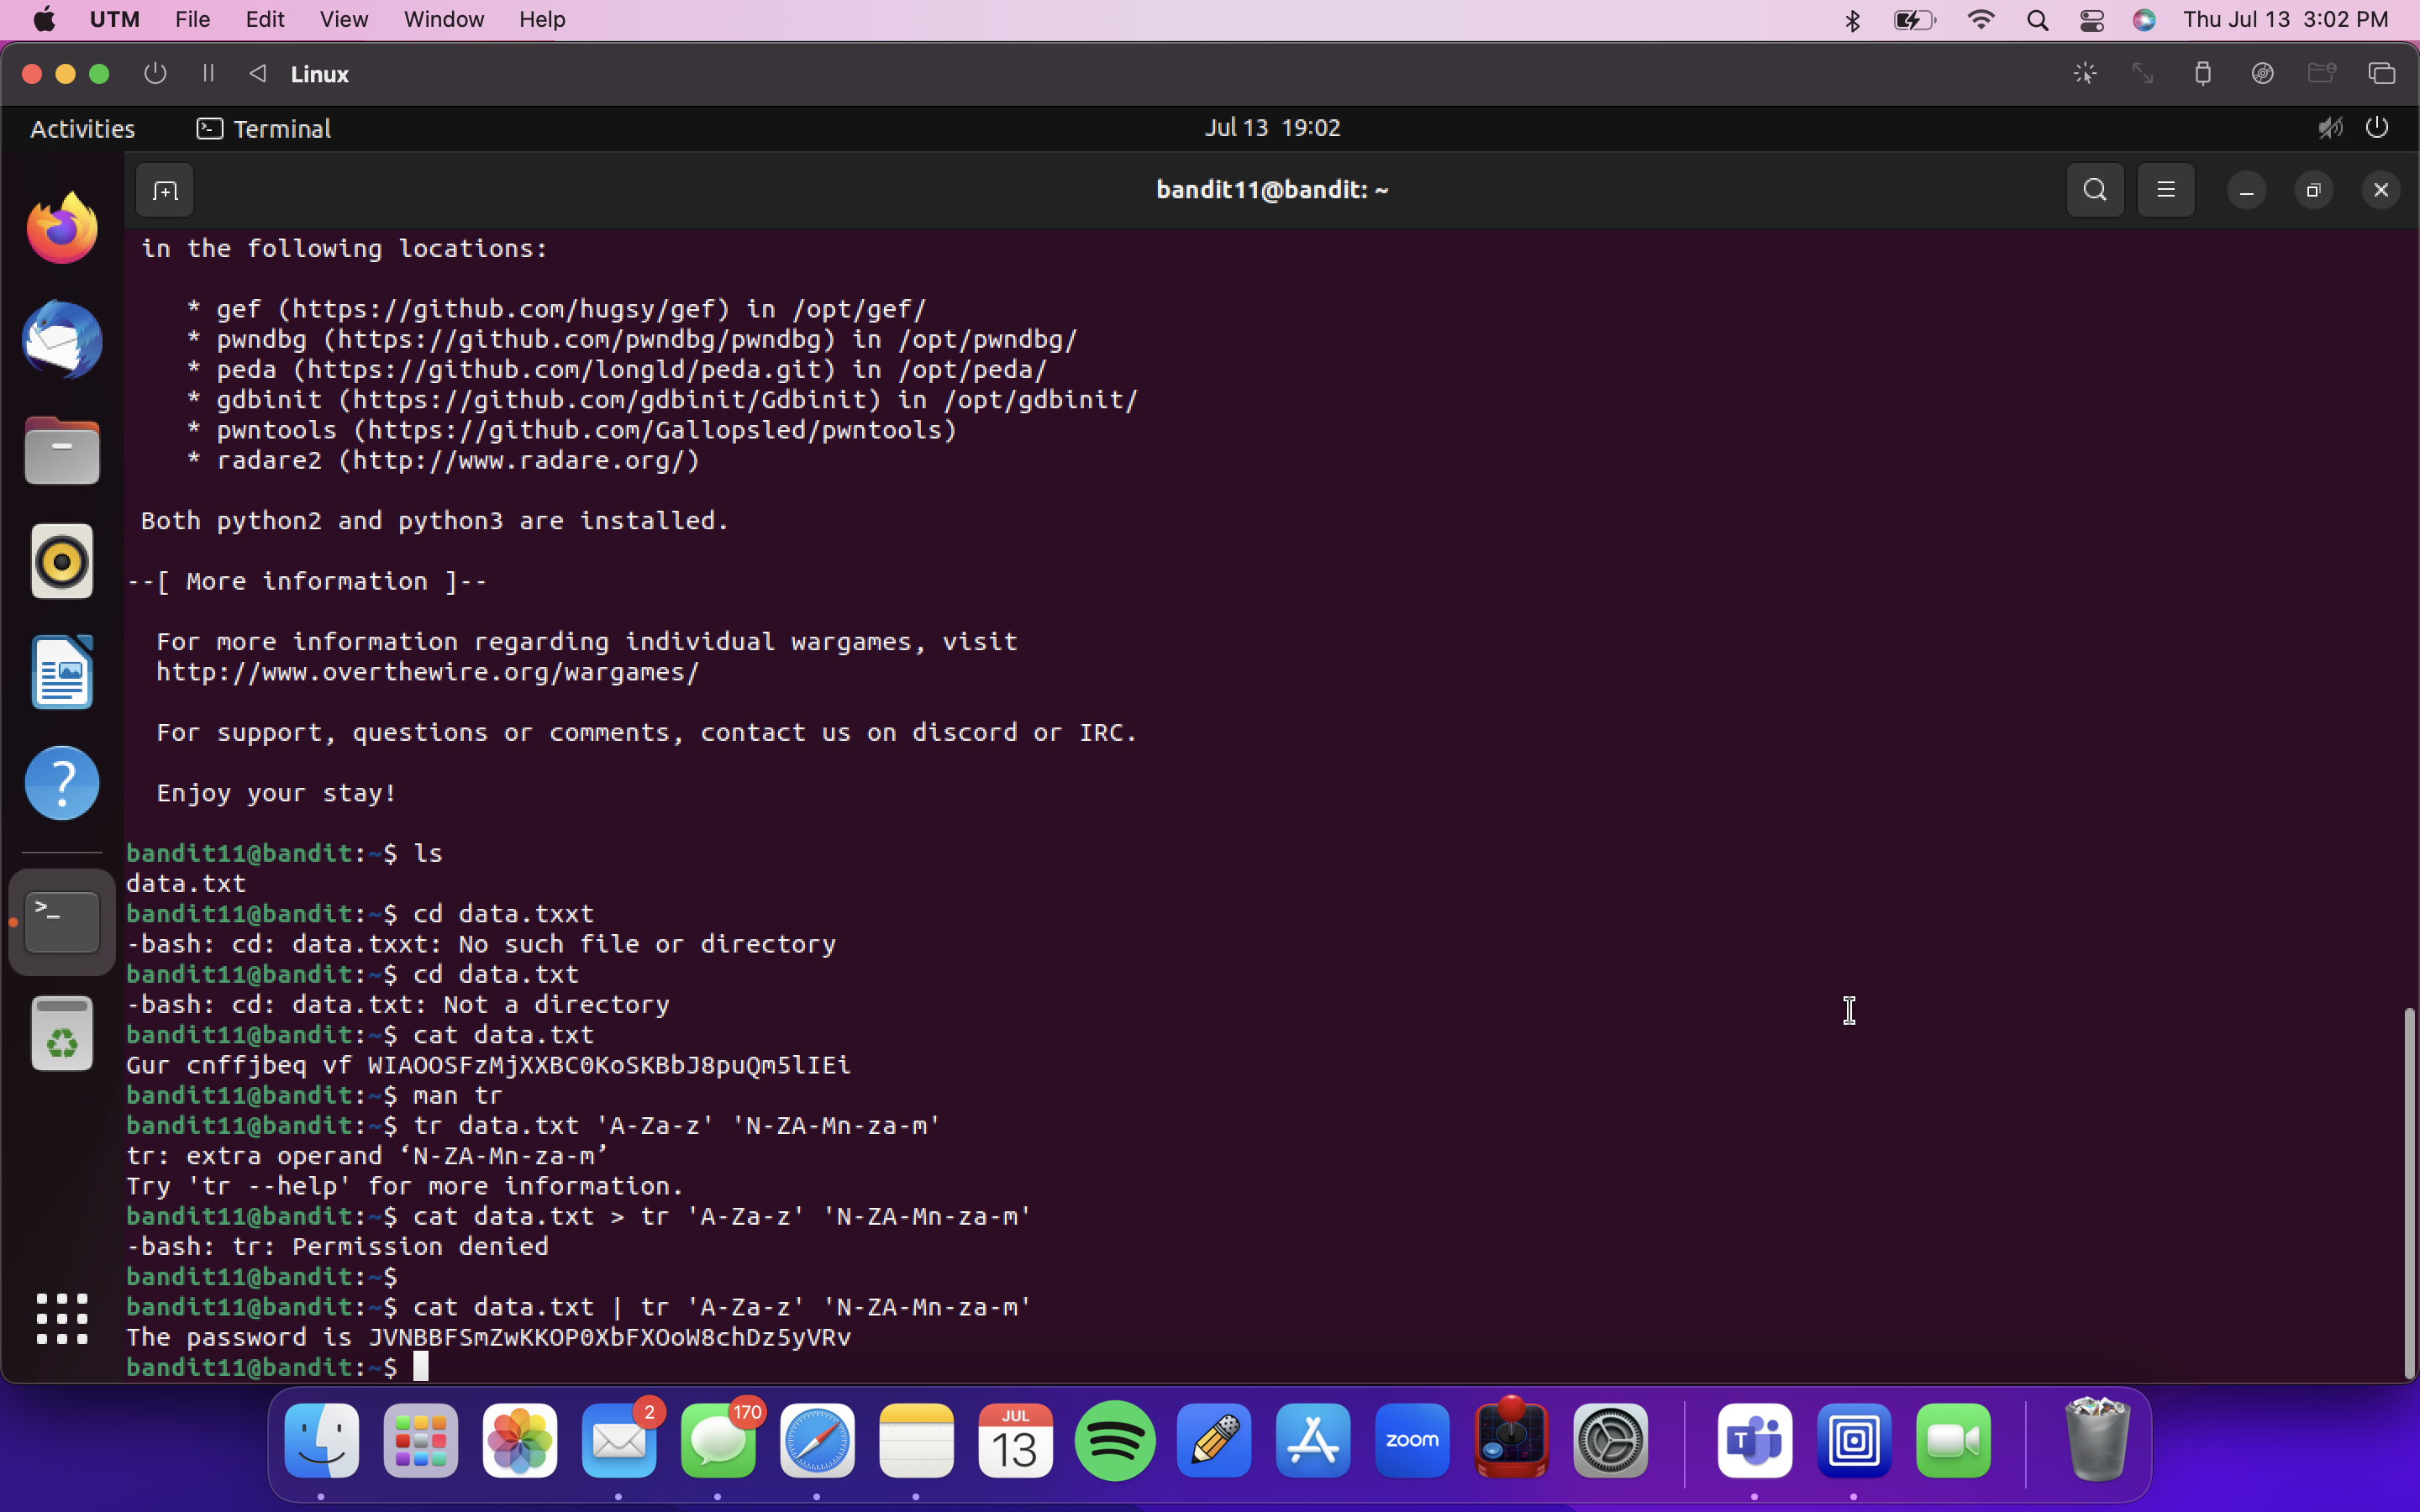 UTM File Edit View Window Help Thu Jul 13 3:02 PM
Linux
Activities Terminal Jul 13 19:02
bandit11@bandit: ~
in the following locations:
* gef (https://github.com/hugsy/gef) in /opt/gef/
* pwndbg (https://github.com/pwndbg/pwndbg) in /opt/pwndbg/
* peda (https://github.com/longld/peda.git) in /opt/peda/
* gdbinit (https://github.com/gdbinit/Gdbinit) in /opt/gdbinit/
* pwntools (https://github.com/Gallopsled/pwntools)
* radare2 (http://www.radare.org/)
Both python2 and python3 are installed.
--[ More information ]--
For more information regarding individual wargames, visit
http://www.overthewire.org/wargames/
For support, questions or comments, contact us on discord or IRC.
Enjoy your stay!
bandit11@bandit:~$ ls
data.txt
bandit11@bandit:~$ cd data.txxt
-bash: cd: data.txxt: No such file or directory
bandit11@bandit:~$ cd data.txt
-bash: cd: data.txt: Not a directory
bandit11@bandit:~$ cat data.txt
Gur cnffjbeq vf WIAOOSFzMjXXBC0KoSKBbJ8puQm5lIEi
bandit11@bandit:~$ man tr
bandit11@bandit:~$ tr data.txt 'A-Za-z' 'N-ZA-Mn-za-m'
tr: extra operand ‘N-ZA-Mn-za-m’
Try 'tr --help' for more information.
bandit11@bandit:~$ cat data.txt > tr 'A-Za-z' 'N-ZA-Mn-za-m'
-bash: tr: Permission denied
bandit11@bandit:~$
bandit11@bandit:~$ cat data.txt | tr 'A-Za-z' 'N-ZA-Mn-za-m'
The password is JVNBBFSmZwKKOP0XbFXOoW8chDz5yVRv
bandit11@bandit:~$
2
170
JUL
13
zoom
T